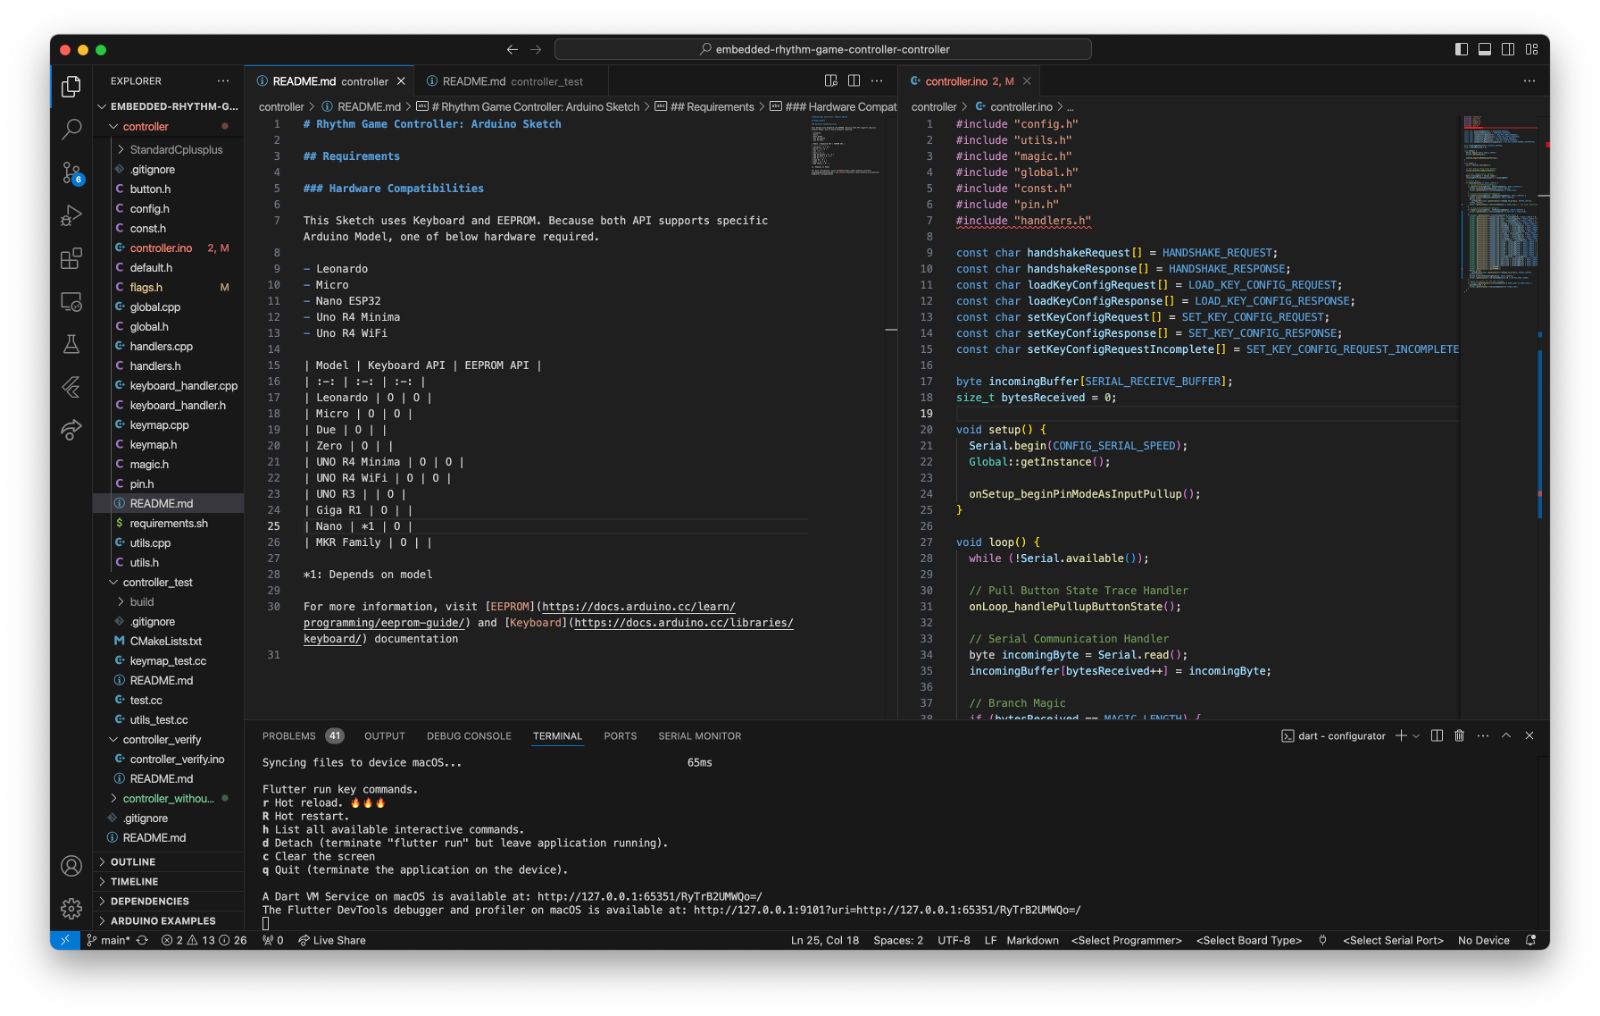 embedded-rhythm-game-controller-controller
EXPLORER
EMBEDDED-RHYTHM-G...
controller
StandardCplusplus
.gitignore
button.h
config.h
const.h
controller.ino 2, M
default.h
flags.h M
global.cpp
global.h
handlers.cpp
handlers.h
keyboard_handler.cpp
keyboard_handler.h
keymap.cpp
keymap.h
magic.h
pin.h
README.md
requirements.sh
utils.cpp
utils.h
controller_test
build
.gitignore
CMakeLists.txt
keymap_test.cc
README.md
test.cc
utils_test.cc
controller_verify
controller_verify.ino
README.md
controller_withou...
.gitignore
README.md
OUTLINE
TIMELINE
DEPENDENCIES
ARDUINO EXAMPLES
6
README.md controller
README.md controller_test
controller > README.md > # Rhythm Game Controller: Arduino Sketch > ## Requirements > ### Hardware Compat
1 # Rhythm Game Controller: Arduino Sketch
2
3 ## Requirements
4
5 ### Hardware Compatibilities
6
7 This Sketch uses Keyboard and EEPROM. Because both API supports specific
Arduino Model, one of below hardware required.
8
9 - Leonardo
10 - Micro
11 - Nano ESP32
12 - Uno R4 Minima
13 - Uno R4 WiFi
14
15 | Model | Keyboard API | EEPROM API |
16 | :-: | :-: | :-: |
17 | Leonardo | O | O |
18 | Micro | O | O |
19 | Due | O | |
20 | Zero | O | |
21 | UNO R4 Minima | O | O |
22 | UNO R4 WiFi | O | O |
23 | UNO R3 | | O |
24 | Giga R1 | O | |
25 | Nano | *1 | O |
26 | MKR Family | O | |
27
28 *1: Depends on model
29
30 For more information, visit [EEPROM](https://docs.arduino.cc/learn/
programming/eeprom-guide/) and [Keyboard](https://docs.arduino.cc/libraries/
keyboard/) documentation
31
controller.ino 2, M
controller > controller.ino > ...
1 #include "config.h"
2 #include "utils.h"
3 #include "magic.h"
4 #include "global.h"
5 #include "const.h"
6 #include "pin.h"
7 #include "handlers.h"
8
9 const char handshakeRequest[] = HANDSHAKE_REQUEST;
10 const char handshakeResponse[] = HANDSHAKE_RESPONSE;
11 const char loadKeyConfigRequest[] = LOAD_KEY_CONFIG_REQUEST;
12 const char loadKeyConfigResponse[] = LOAD_KEY_CONFIG_RESPONSE;
13 const char setKeyConfigRequest[] = SET_KEY_CONFIG_REQUEST;
14 const char setKeyConfigResponse[] = SET_KEY_CONFIG_RESPONSE;
15 const char setKeyConfigRequestIncomplete[] = SET_KEY_CONFIG_REQUEST_INCOMPLETE
16
17 byte incomingBuffer[SERIAL_RECEIVE_BUFFER];
18 size_t bytesReceived = 0;
19
20 void setup() {
21 Serial.begin(CONFIG_SERIAL_SPEED);
22 Global::getInstance();
23
24 onSetup_beginPinModeAsInputPullup();
25 }
26
27 void loop() {
28 while (!Serial.available());
29
30 // Pull Button State Trace Handler
31 onLoop_handlePullupButtonState();
32
33 // Serial Communication Handler
34 byte incomingByte = Serial.read();
35 incomingBuffer[bytesReceived++] = incomingByte;
36
37 // Branch Magic
38 if (bytesReceived == MAGIC_LENGTH) {
PROBLEMS 41 OUTPUT DEBUG CONSOLE TERMINAL PORTS SERIAL MONITOR
dart - configurator
Syncing files to device macOS... 65ms
Flutter run key commands.
r Hot reload. 🔥🔥🔥
R Hot restart.
h List all available interactive commands.
d Detach (terminate "flutter run" but leave application running).
c Clear the screen
q Quit (terminate the application on the device).
A Dart VM Service on macOS is available at: http://127.0.0.1:65351/RyTrB2UMWQo=/
The Flutter DevTools debugger and profiler on macOS is available at: http://127.0.0.1:9101?uri=http://127.0.0.1:65351/RyTrB2UMWQo=/
main* 2 13 26 0 Live Share
Ln 25, Col 18 Spaces: 2 UTF-8 LF Markdown <Select Programmer> <Select Board Type> <Select Serial Port> No Device